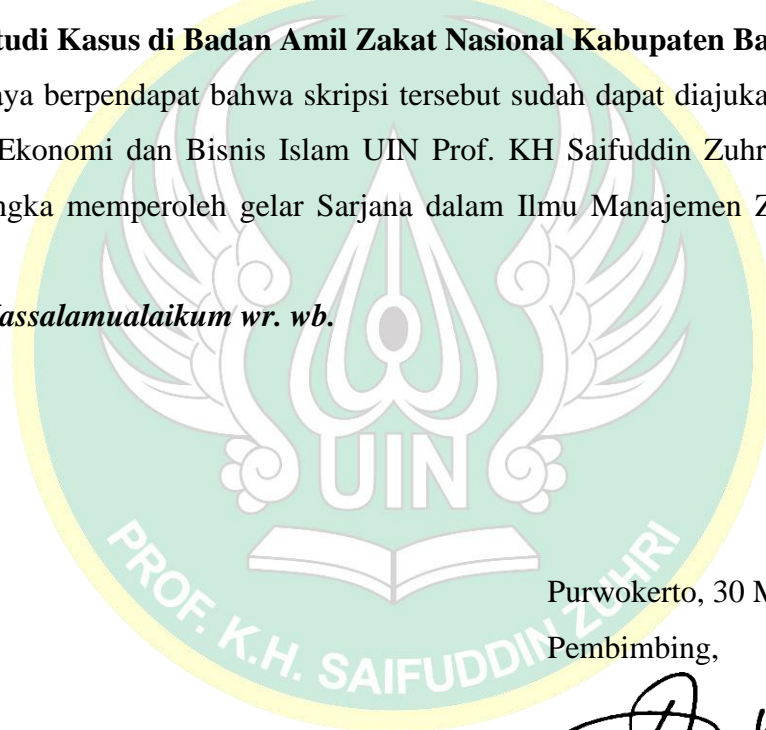 tudi Kasus di Badan Amil Zakat Nasional Kabupaten Ba
aya berpendapat bahwa skripsi tersebut sudah dapat diajuka
Ekonomi dan Bisnis Islam UIN Prof. KH Saifuddin Zuhr
ngka memperoleh gelar Sarjana dalam Ilmu Manajemen Z
assalamualaikum wr. wb.
UIN
PROF. K.H. SAIFUDDIN ZUHRI
Purwokerto, 30 M
Pembimbing,